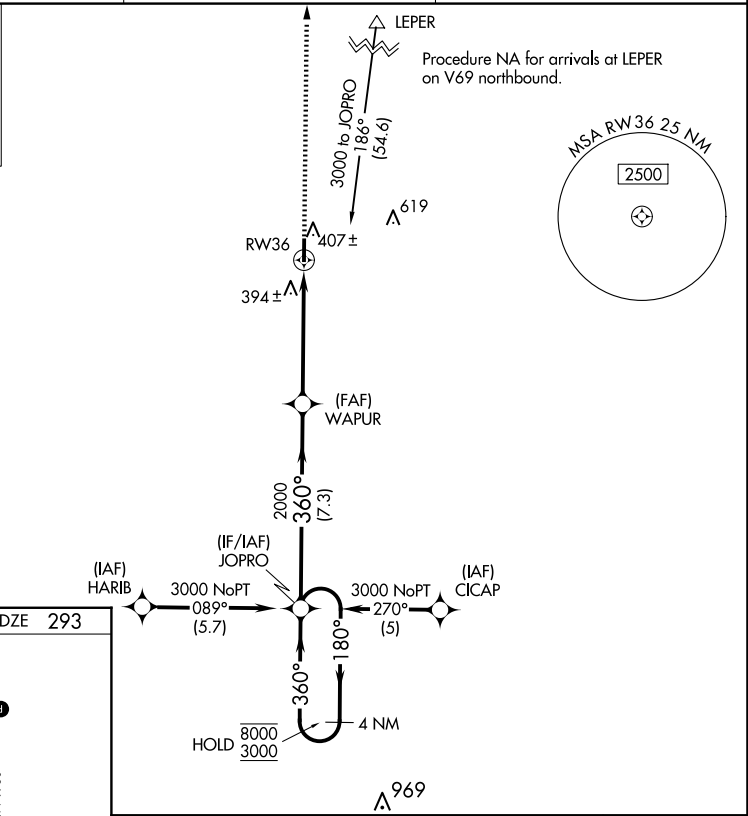 LEPER
Procedure NA for arrivals at LEPER
on V69 northbound.
3000 to JOPRO
186°
(54.6)
MSA RW36 25 NM
2500
619
407±
RW36
394±
(FAF)
WAPUR
2000
360°
(7.3)
(IF/IAF)
JOPRO
(IAF)
HARIB
3000 NoPT
089°
(5.7)
(IAF)
CICAP
3000 NoPT
270°
(5)
DZE 293
360°
180°
4 NM
HOLD
8000
3000
969